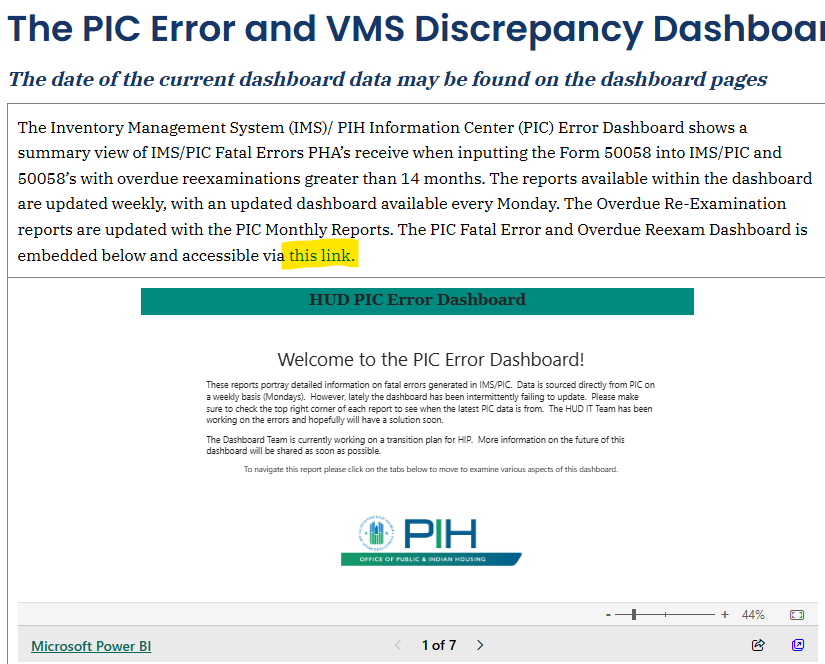 The PIC Error and VMS Discrepancy Dashboar
The date of the current dashboard data may be found on the dashboard pages
The Inventory Management System (IMS)/ PIH Information Center (PIC) Error Dashboard shows a
summary view of IMS/PIC Fatal Errors PHA’s receive when inputting the Form 50058 into IMS/PIC and
50058’s with overdue reexaminations greater than 14 months. The reports available within the dashboard
are updated weekly, with an updated dashboard available every Monday. The Overdue Re-Examination
reports are updated with the PIC Monthly Reports. The PIC Fatal Error and Overdue Reexam Dashboard is
embedded below and accessible via this link.
HUD PIC Error Dashboard
Welcome to the PIC Error Dashboard!
These reports portray detailed information on fatal errors generated in IMS/PIC. Data is sourced directly from PIC on
a weekly basis (Mondays). However, lately the dashboard has been intermittently failing to update. Please make
sure to check the top right corner of each report to see when the latest PIC data is from. The HUD IT Team has been
working on the errors and hopefully will have a solution soon.
The Dashboard Team is currently working on a transition plan for HIP. More information on the future of this
dashboard will be shared as soon as possible.
To navigate this report please click on the tabs below to move to examine various aspects of this dashboard.
PIH
OFFICE OF PUBLIC & INDIAN HOUSING
- + 44%
Microsoft Power BI
1 of 7